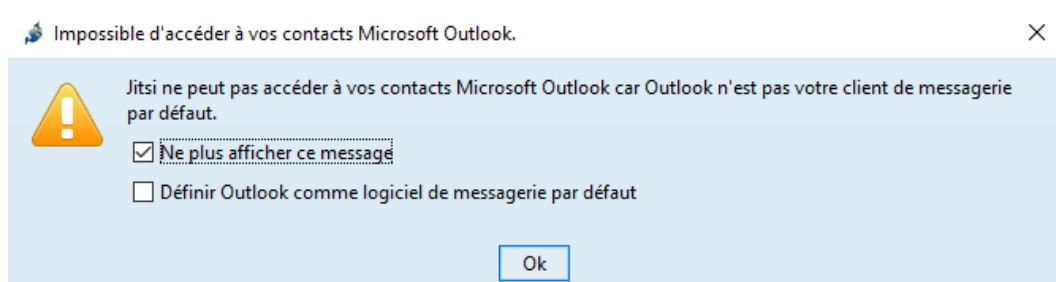 Impossible d'accéder à vos contacts Microsoft Outlook.
Jitsi ne peut pas accéder à vos contacts Microsoft Outlook car Outlook n'est pas votre client de messagerie
par défaut.
Ne plus afficher ce message
Définir Outlook comme logiciel de messagerie par défaut
Ok